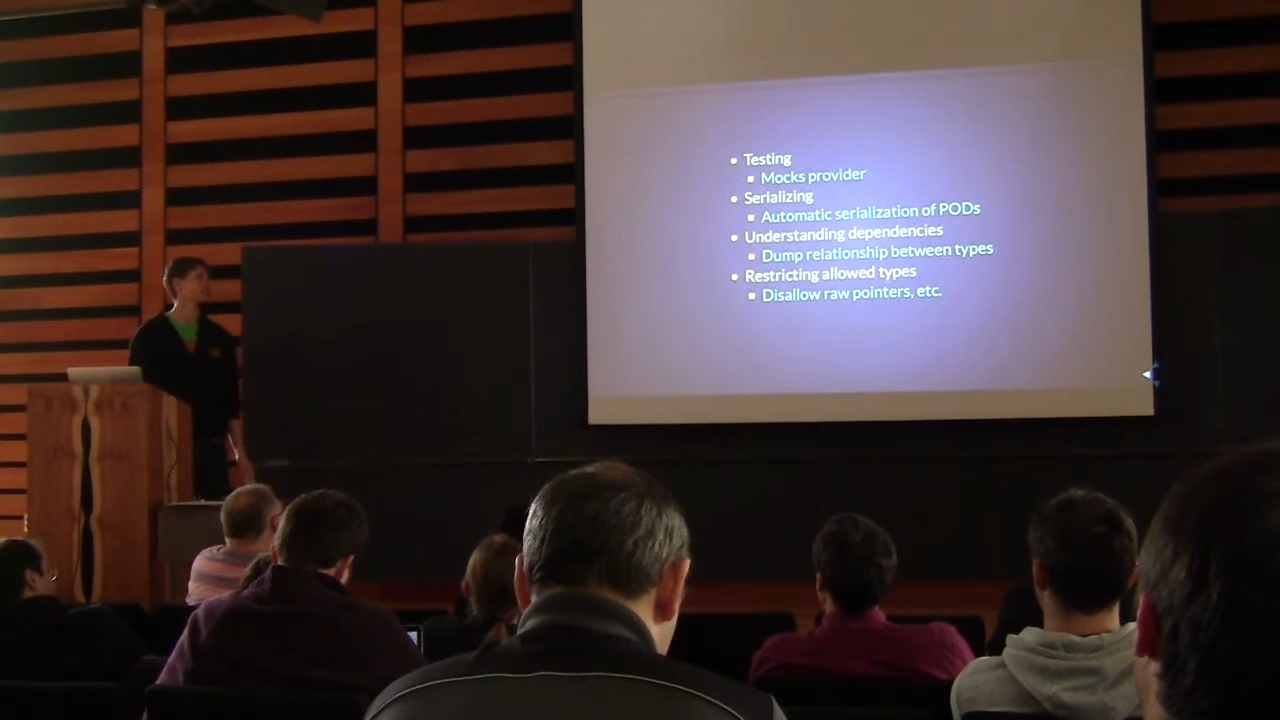 • Testing
▪ Mocks provider
• Serializing
▪ Automatic serialization of PODs
• Understanding dependencies
▪ Dump relationship between types
• Restricting allowed types
▪ Disallow raw pointers, etc.